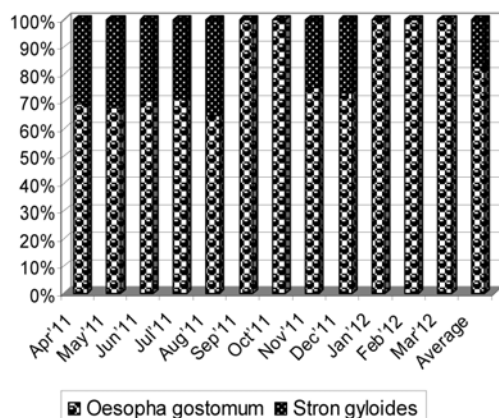 100%
90%
80%
70%
60%
50%
40%
30%
20%
10%
0%
Apr'11
May'11
Jun'11
Jul'11
Aug'11
Sep'11
Oct'11
Nov'11
Dec'11
Jan'12
Feb'12
Mar'12
Average
Oesopha gostomum
Stron gyloides